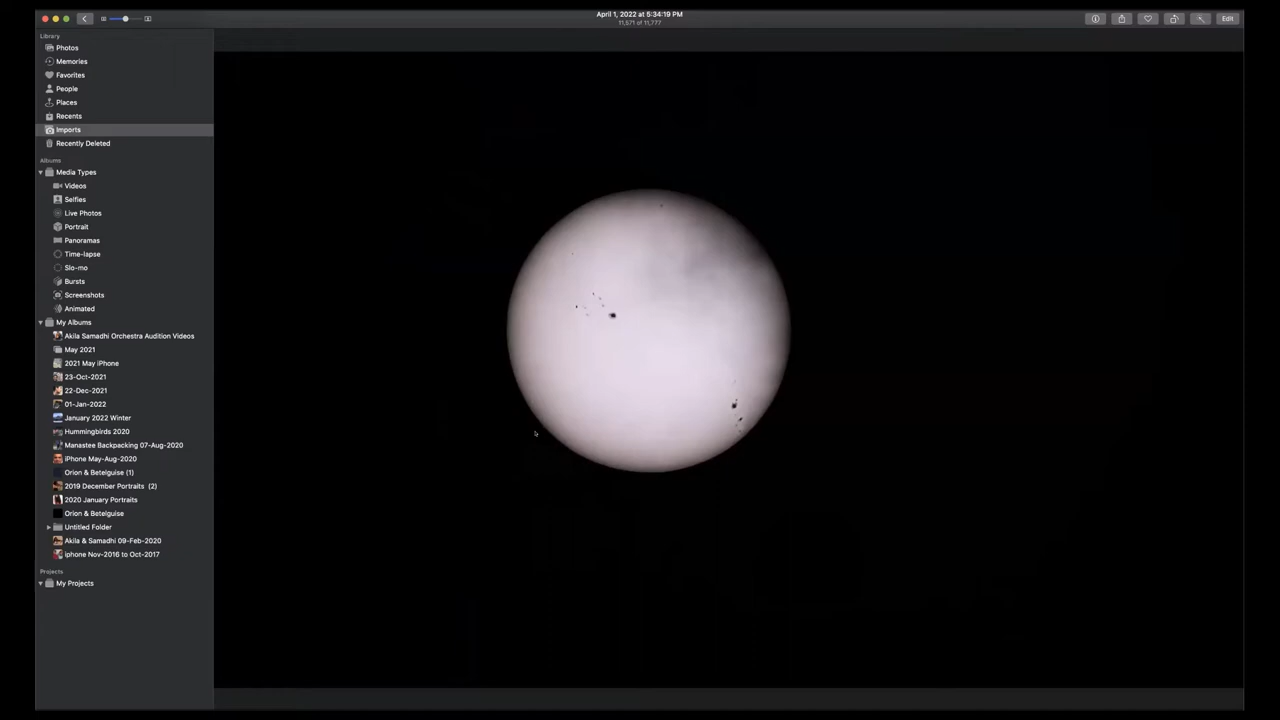 April 1, 2022 at 5:34:19 PM
11,571 of 11,777
Edit
Library
Photos
Memories
Favorites
People
Places
Recents
Imports
Recently Deleted
Albums
Media Types
Videos
Selfies
Live Photos
Portrait
Panoramas
Time-lapse
Slo-mo
Bursts
Screenshots
Animated
My Albums
Akila Samadhi Orchestra Audition Videos
May 2021
2021 May iPhone
23-Oct-2021
22-Dec-2021
01-Jan-2022
January 2022 Winter
Hummingbirds 2020
Manastee Backpacking 07-Aug-2020
iPhone May-Aug-2020
Orion & Betelguise (1)
2019 December Portraits (2)
2020 January Portraits
Orion & Betelguise
Untitled Folder
Akila & Samadhi 09-Feb-2020
iphone Nov-2016 to Oct-2017
Projects
My Projects